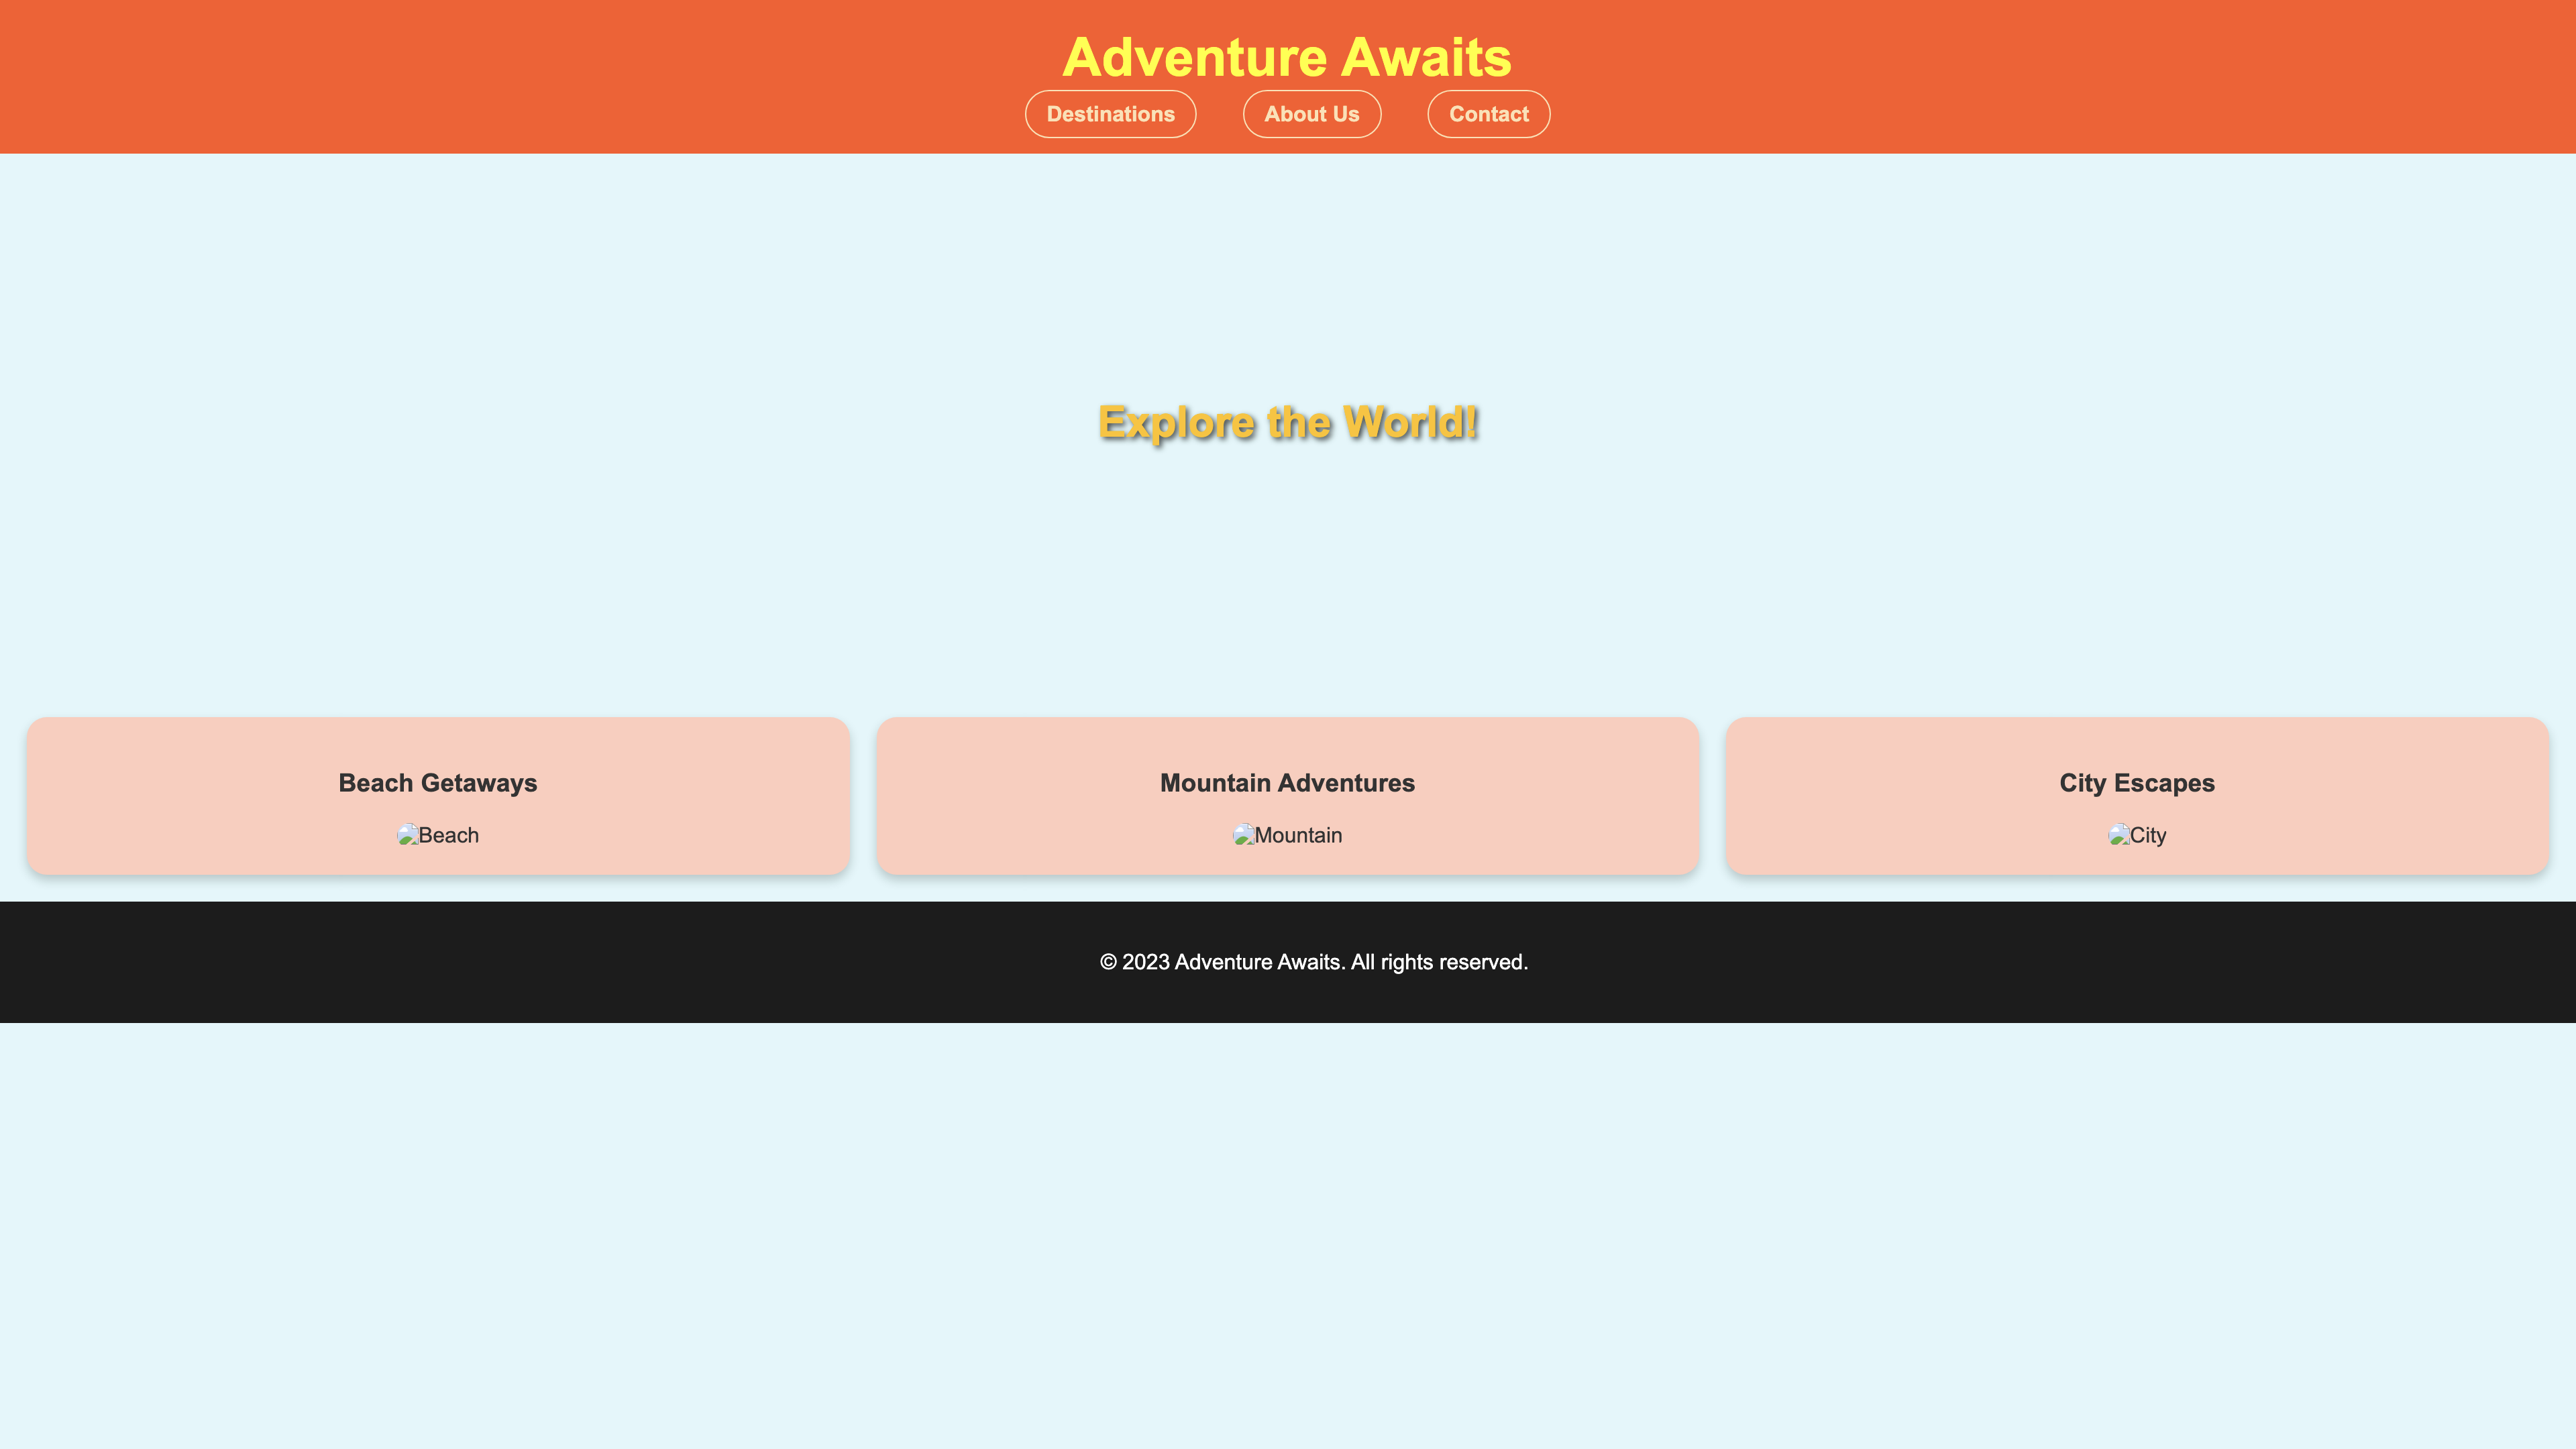 Adventure Awaits
Destinations About Us Contact
Explore the World!
Beach Getaways
Beach
Mountain Adventures
Mountain
City Escapes
City
© 2023 Adventure Awaits. All rights reserved.